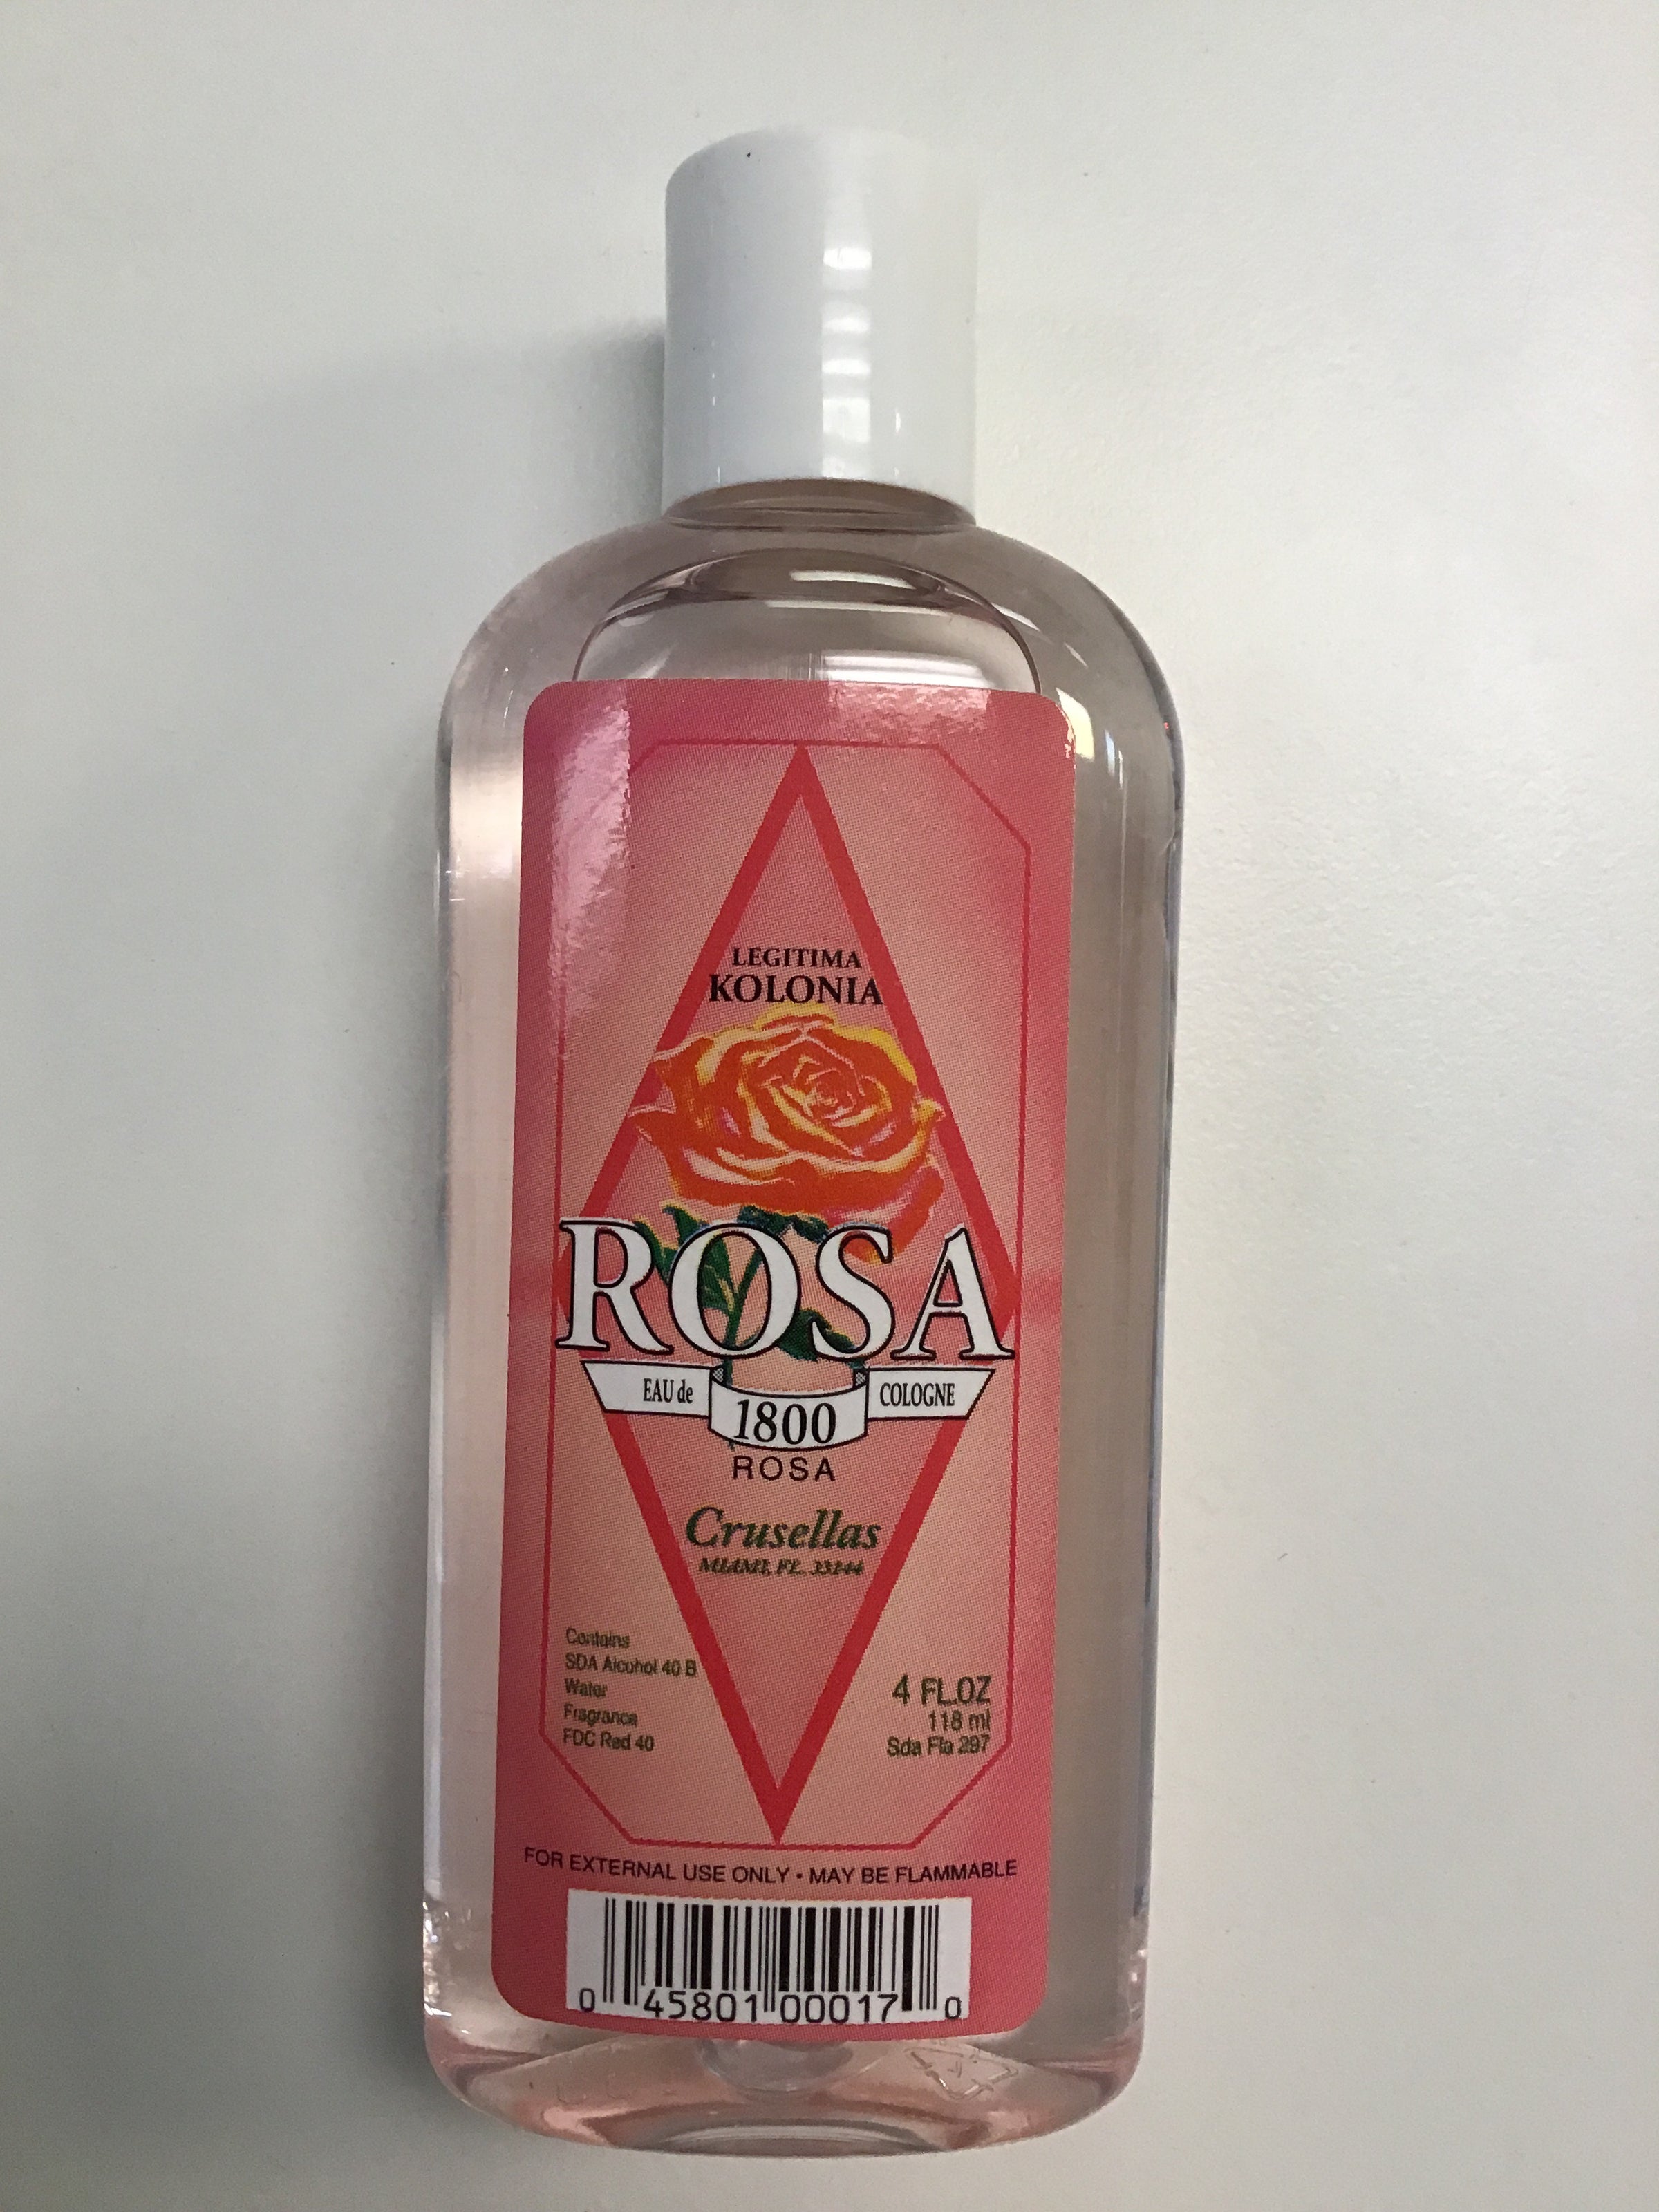 LEGITIMA
KOLONIA
ROSA
EAU de
COLOGNE
1800
ROSA
Crusellas
MIAMI, FL. 33144
Contains
SDA Alcohol 40 B
Water
Fragrance
FDC Red 40
4 FL.OZ
118 ml
Sda Fla 297
FOR EXTERNAL USE ONLY • MAY BE FLAMMABLE
0 45801 00017 0